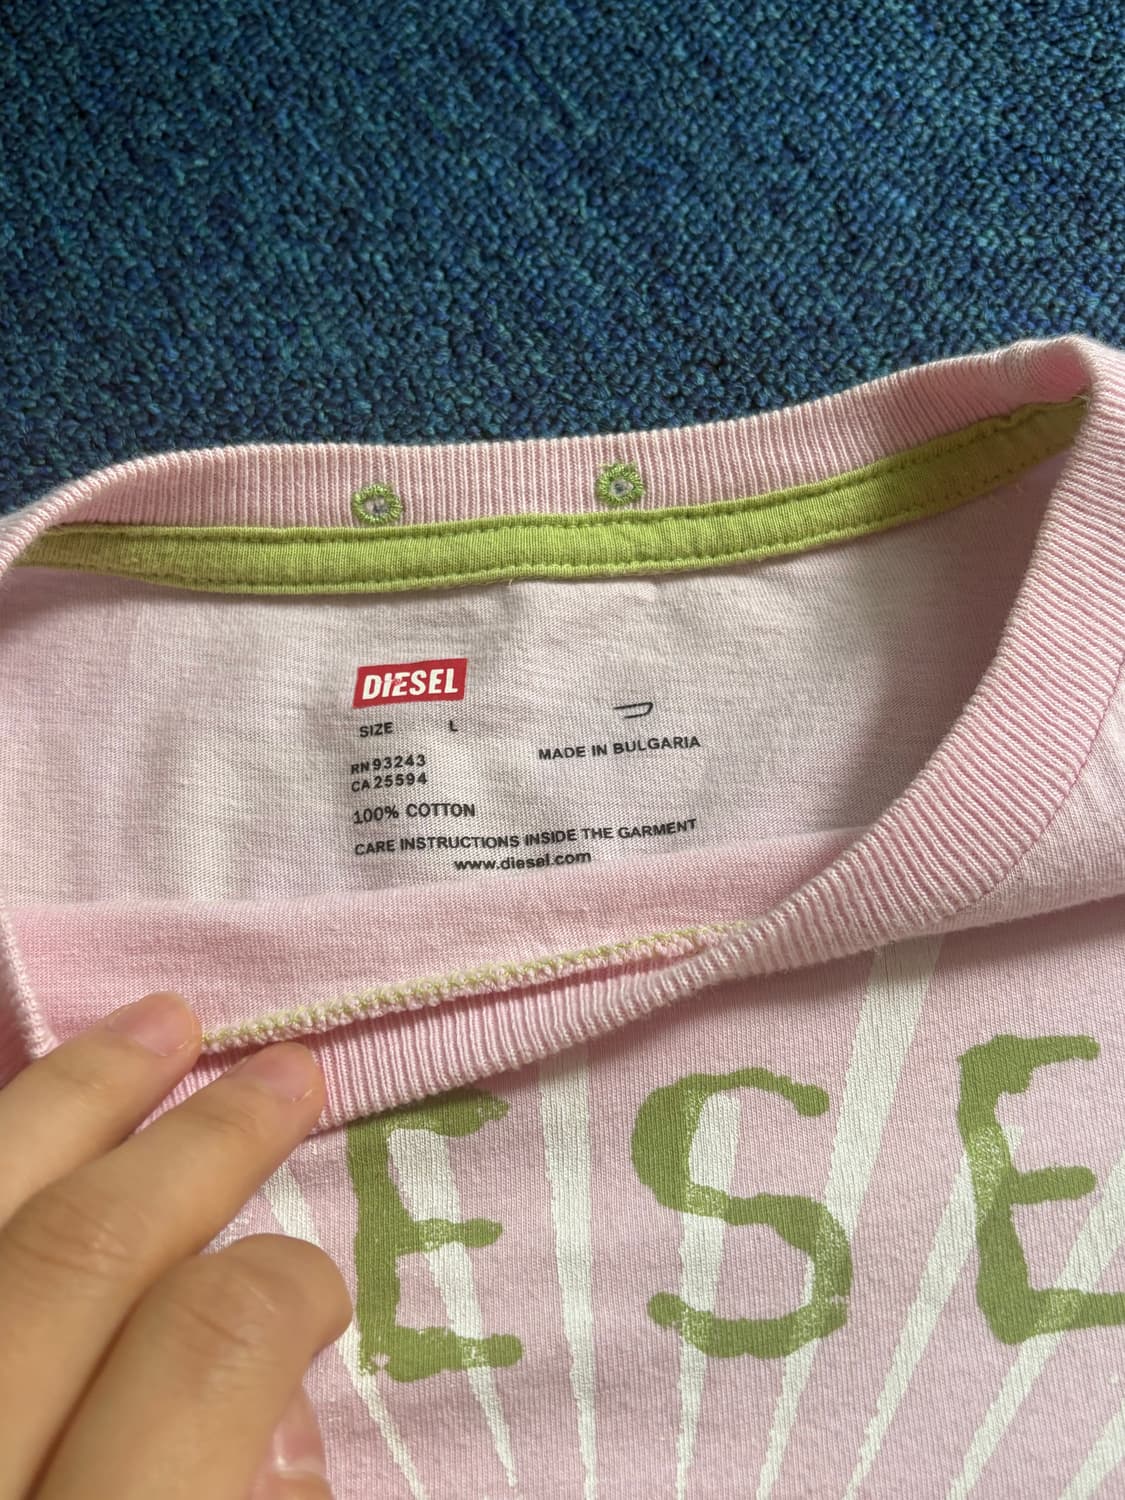 DIESEL
SIZE L
RN 93243
CA 25594
MADE IN BULGARIA
100% COTTON
CARE INSTRUCTIONS INSIDE THE GARMENT
www.diesel.com
ESE